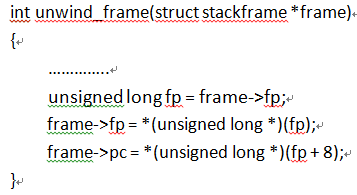 int unwind_frame(struct stackframe *frame)
{
…………..
unsigned long fp = frame->fp;
frame->fp = *(unsigned long *)(fp);
frame->pc = *(unsigned long *)(fp + 8);
}